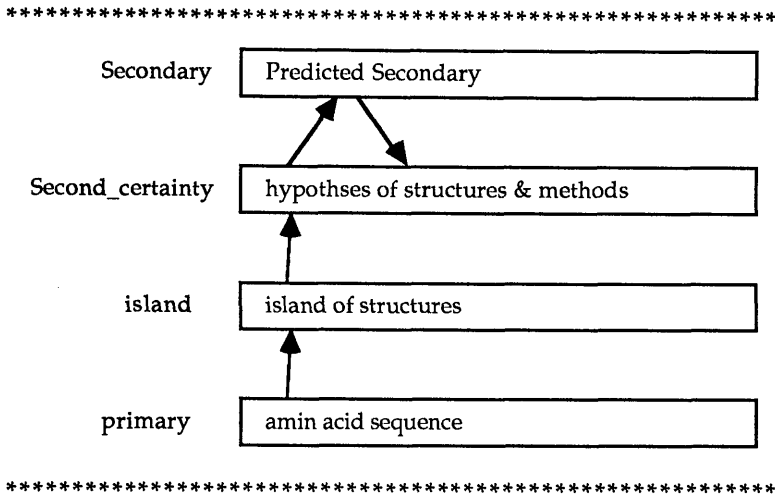 ************************************************************
Secondary Predicted Secondary
Second_certainty hypothses of structures & methods
island island of structures
primary amin acid sequence
************************************************************